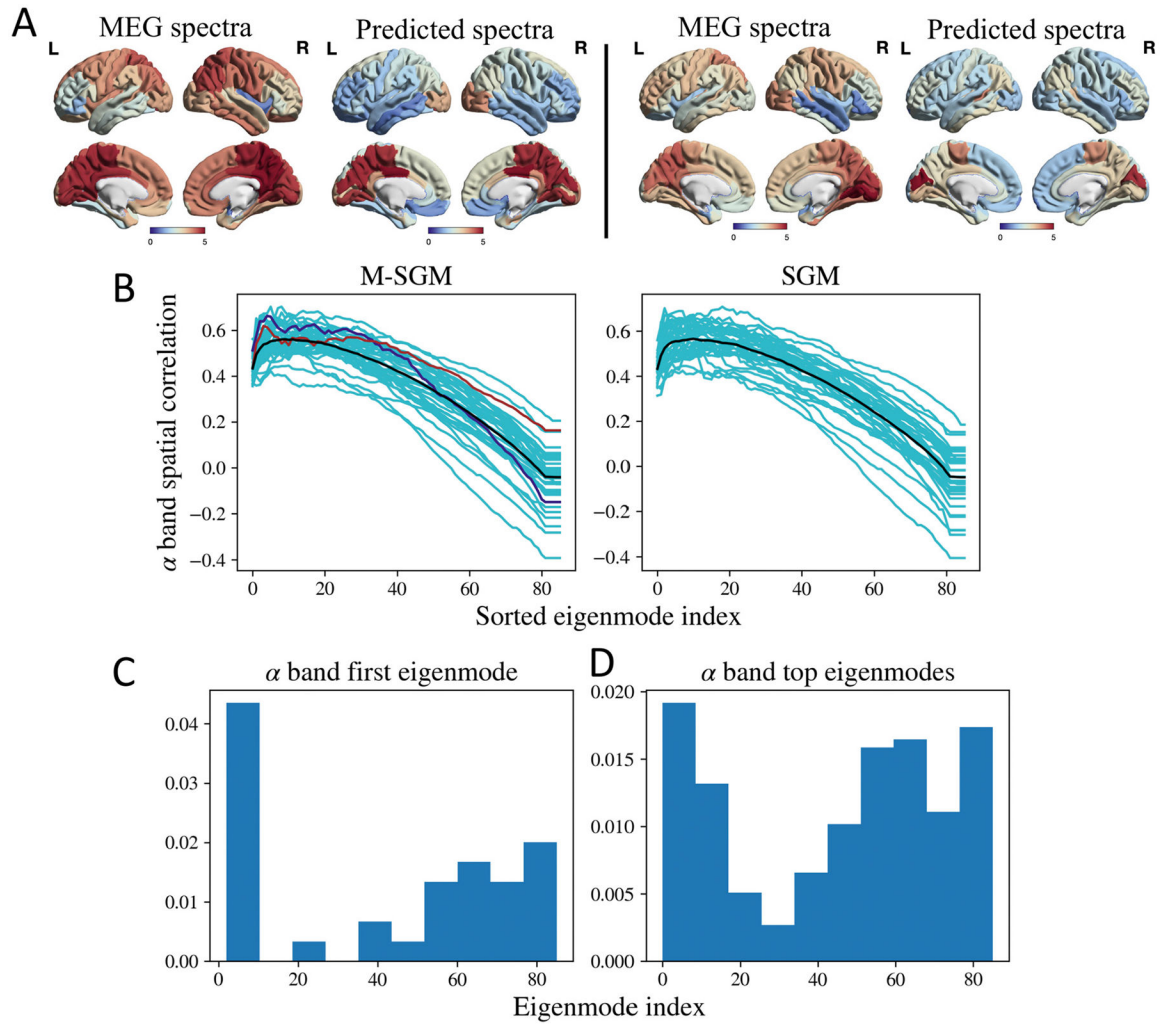 A
MEG spectra Predicted spectra MEG spectra Predicted spectra
L R L R L R L R
0 5 0 5 0 5 0 5
B
M-SGM SGM
α band spatial correlation
0.6
0.4
0.2
0.0
−0.2
−0.4
0 20 40 60 80
0.6
0.4
0.2
0.0
−0.2
−0.4
0 20 40 60 80
Sorted eigenmode index
C
α band first eigenmode
0.04
0.03
0.02
0.01
0.00
0 20 40 60 80
D
α band top eigenmodes
0.020
0.015
0.010
0.005
0.000
0 20 40 60 80
Eigenmode index